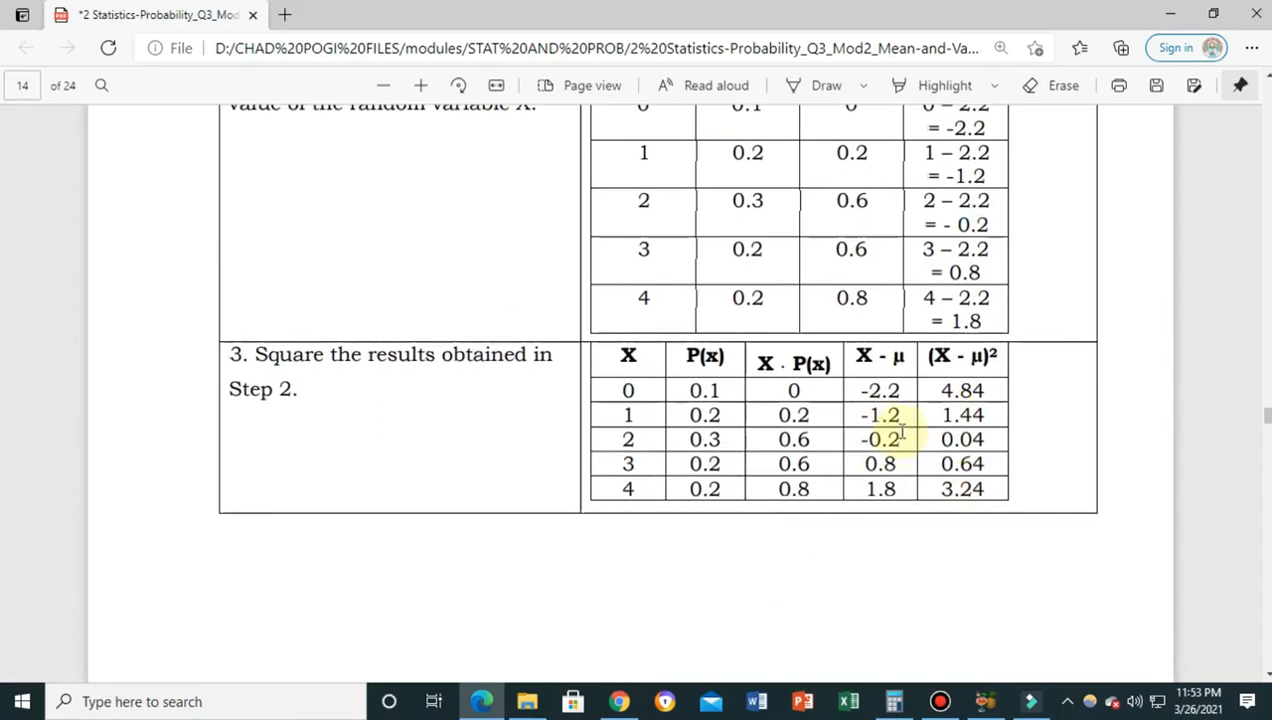 *2 Statistics-Probability_Q3_Mod
File
D:/CHAD%20POGI%20FILES/modules/STAT%20AND%20PROB/2%20Statistics-Probability_Q3_Mod2_Mean-and-Va...
Sign in
14 of 24
Page view
Read aloud
Draw
Highlight
Erase
value of the random variable X.
0 0.1 0 0 – 2.2
= -2.2
1 0.2 0.2 1 – 2.2
= -1.2
2 0.3 0.6 2 – 2.2
= - 0.2
3 0.2 0.6 3 – 2.2
= 0.8
4 0.2 0.8 4 – 2.2
= 1.8
3. Square the results obtained in
Step 2.
X P(x) X . P(x) X - µ (X - µ)²
0 0.1 0 -2.2 4.84
1 0.2 0.2 -1.2 1.44
2 0.3 0.6 -0.2 0.04
3 0.2 0.6 0.8 0.64
4 0.2 0.8 1.8 3.24
Type here to search
11:53 PM
3/26/2021